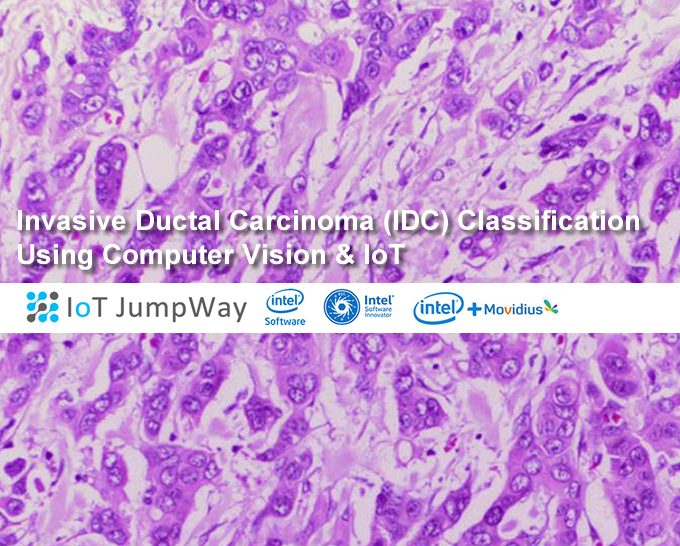 Invasive Ductal Carcinoma (IDC) Classification
Using Computer Vision & IoT
IoT JumpWay
intel Software
Intel® Software Innovator
intel + Movidius